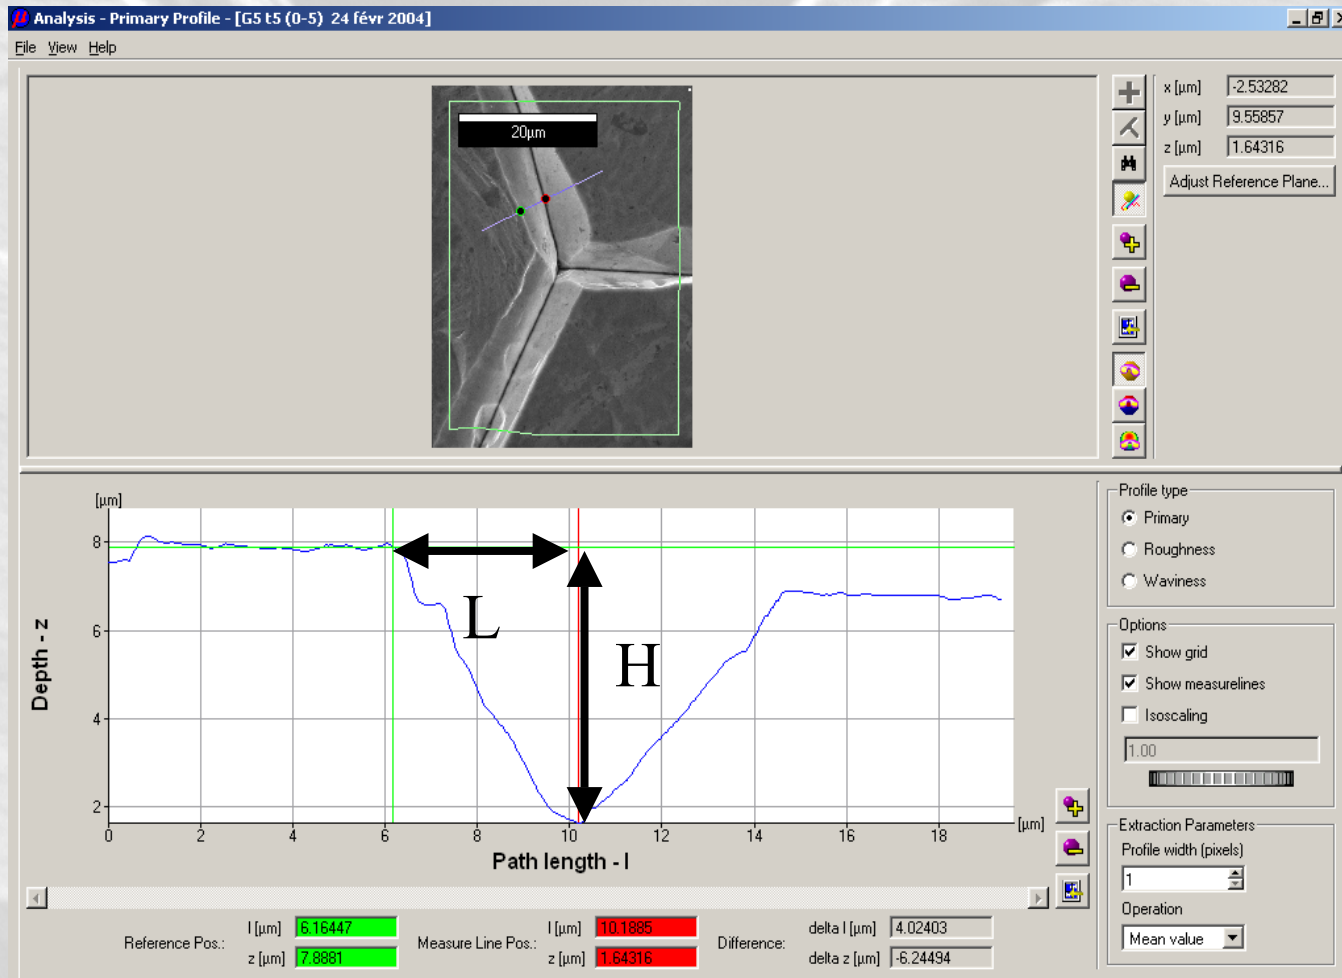 Analysis - Primary Profile - [G5 t5 (0-5) 24 févr 2004]
File View Help
20µm
x [µm] -2.53282
y [µm] 9.55857
z [µm] 1.64316
Adjust Reference Plane...
[µm]
8
6
4
2
Depth - z
L
H
0 2 4 6 8 10 12 14 16 18
[µm]
Path length - l
Profile type
Primary
Roughness
Waviness
Options
Show grid
Show measurelines
Isoscaling
1.00
Extraction Parameters
Profile width (pixels)
1
Operation
Mean value
Reference Pos.:
l [µm] 6.16447
z [µm] 7.8881
Measure Line Pos.:
l [µm] 10.1885
z [µm] 1.64316
Difference:
delta l [µm] 4.02403
delta z [µm] -6.24494